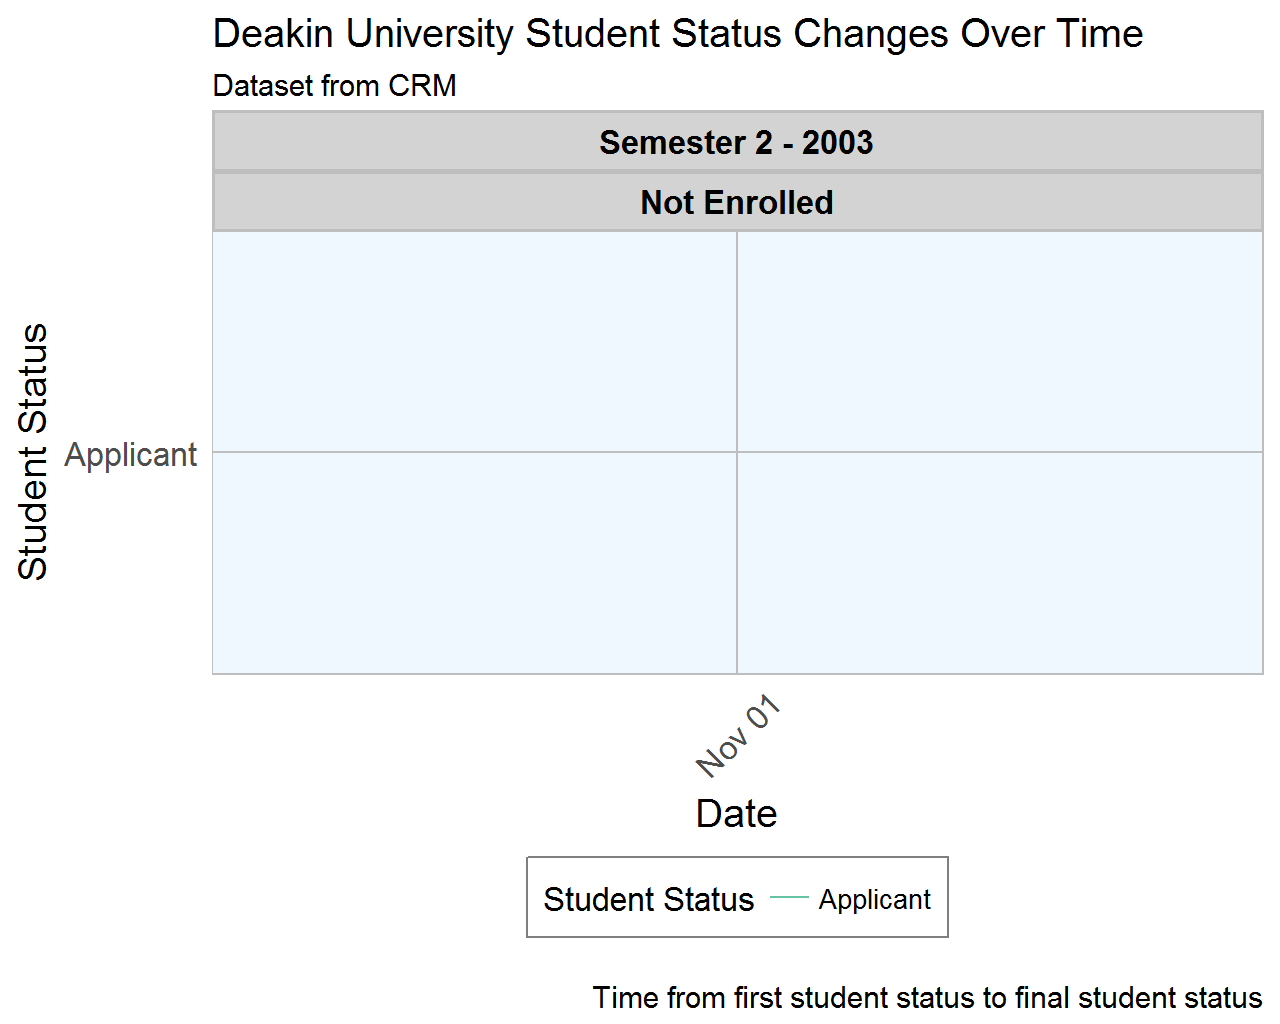 Deakin University Student Status Changes Over Time
Dataset from CRM
Semester 2 - 2003
Not Enrolled
Student Status
Applicant
Nov 01
Date
Student Status Applicant
Time from first student status to final student status